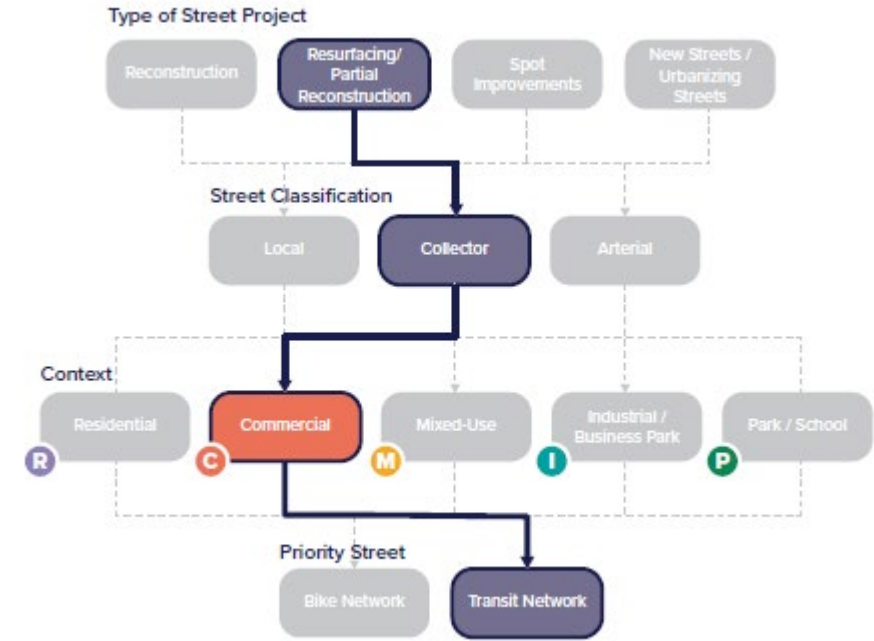 Type of Street Project
Reconstruction
Resurfacing/
Partial
Reconstruction
Spot
Improvements
New Streets /
Urbanizing
Streets
Street Classification
Local
Collector
Arterial
Context
Residential
Commercial
Mixed-Use
Industrial /
Business Park
Park / School
R
C
M
I
P
Priority Street
Bike Network
Transit Network